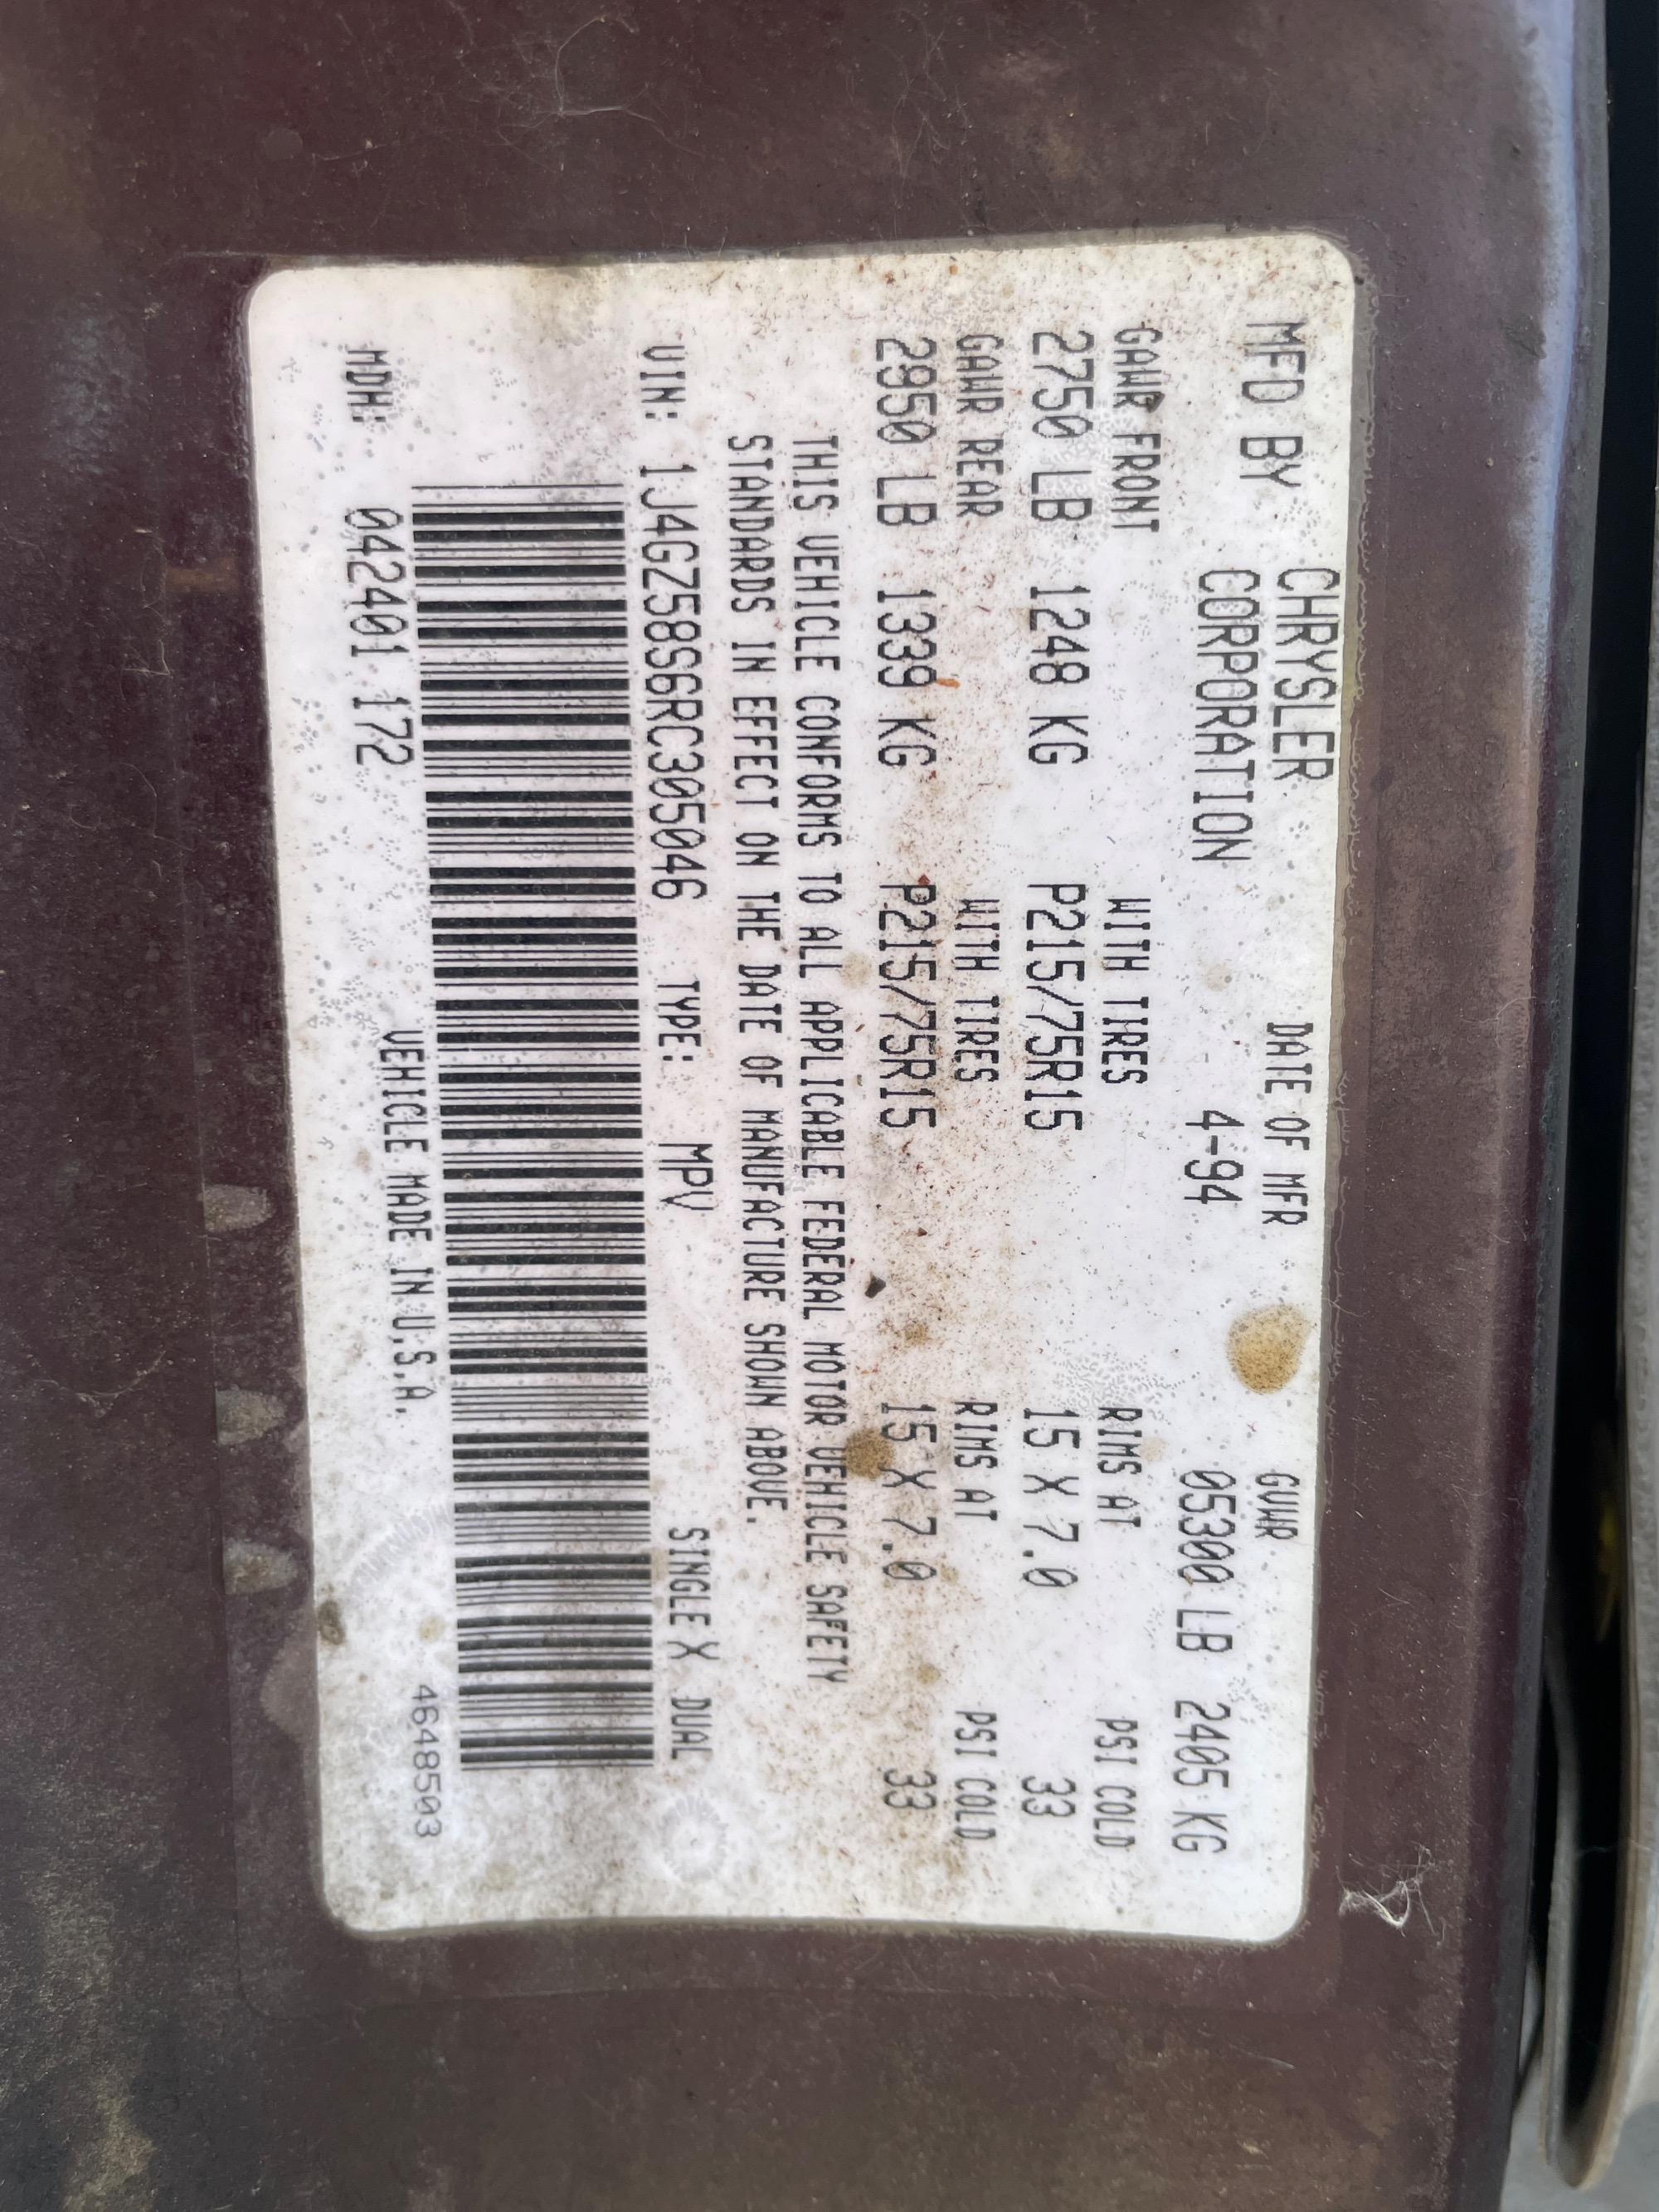 MFD BY CHRYSLER DATE OF MFR GVWR
CORPORATION 4-94 05300 LB 2405 KG
GAWR FRONT WITH TIRES RIMS AT PSI COLD
2750 LB 1248 KG P215/75R15 15 X 7.0 33
GAWR REAR WITH TIRES RIMS AT PSI COLD
2950 LB 1339 KG P215/75R15 15 X 7.0 33
THIS VEHICLE CONFORMS TO ALL APPLICABLE FEDERAL MOTOR VEHICLE SAFETY
STANDARDS IN EFFECT ON THE DATE OF MANUFACTURE SHOWN ABOVE.
VIN: 1J4GZ58S6RC305046 TYPE: MPV SINGLE X DUAL
MDH: 042401 172 VEHICLE MADE IN U.S.A. 4648503